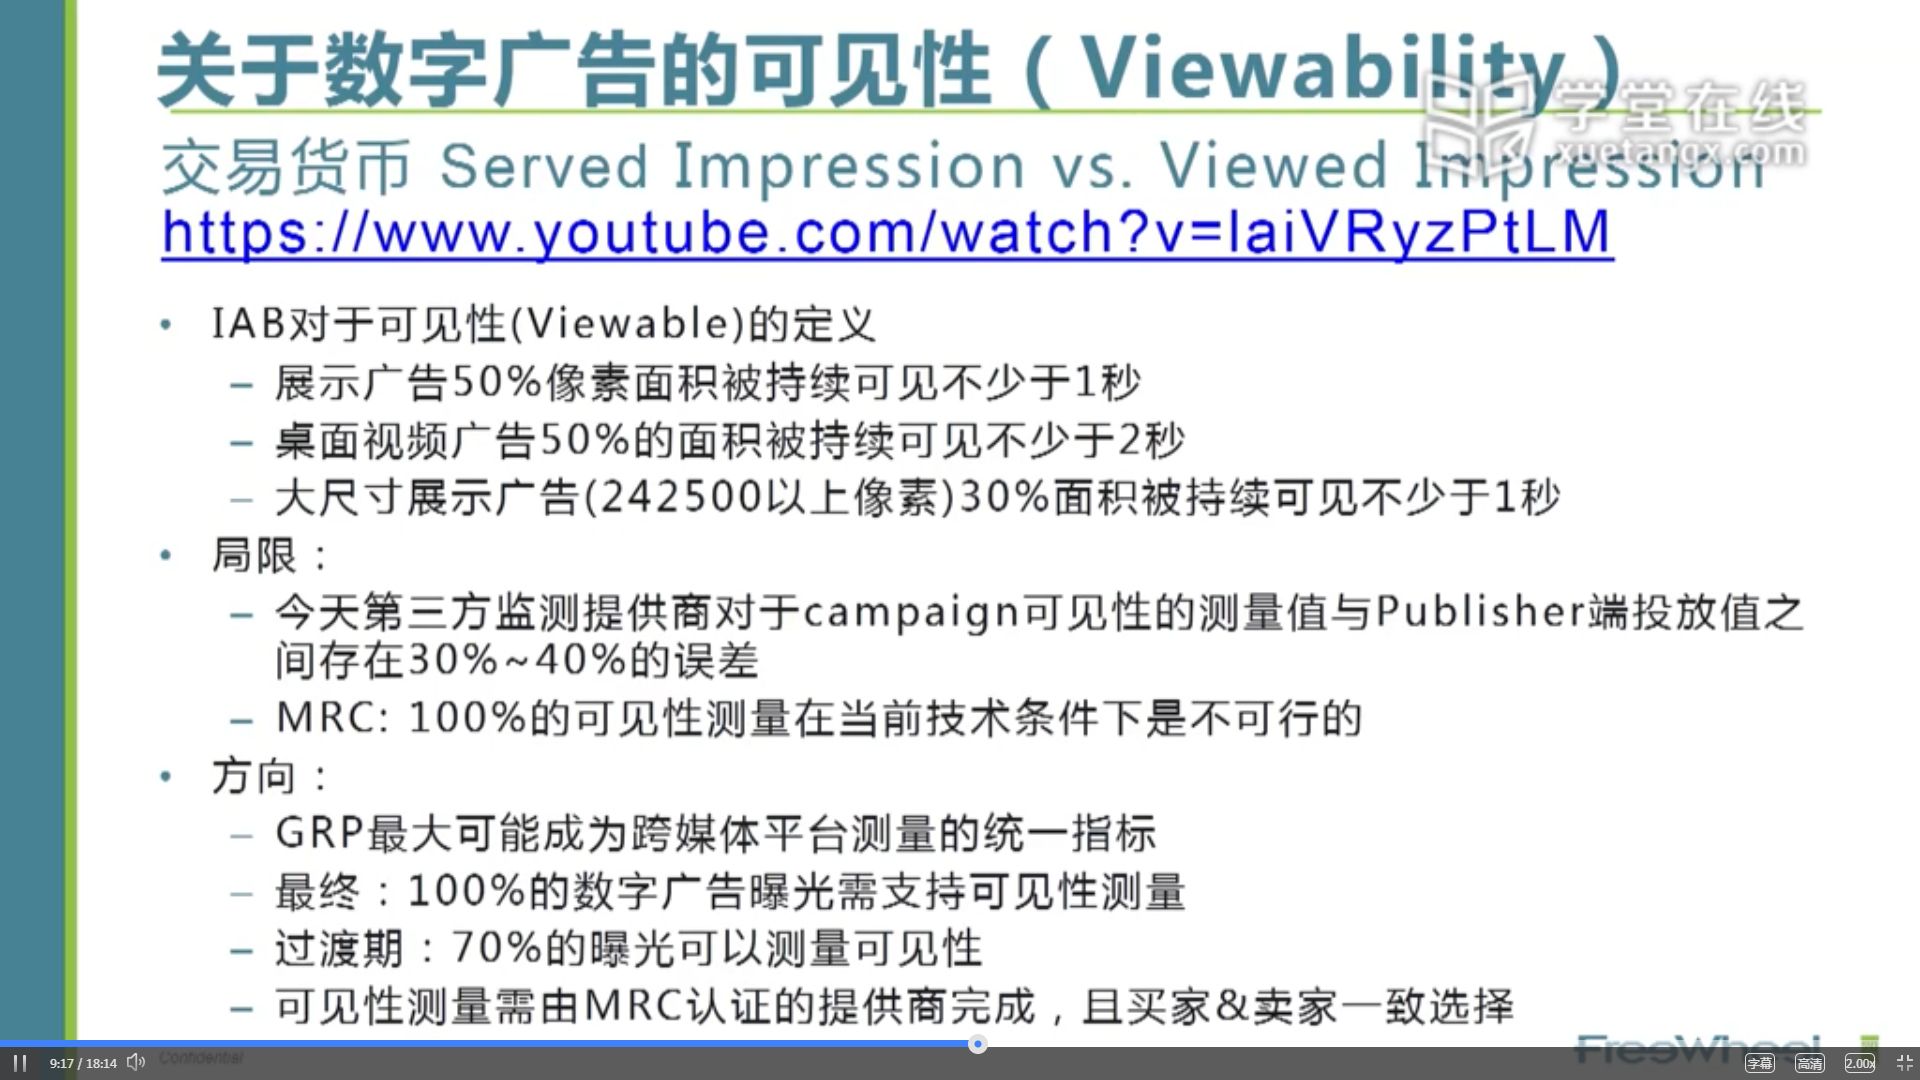 关于数字广告的可见性（Viewability）
学堂在线
xuetangx.com
交易货币 Served Impression vs. Viewed Impression
https://www.youtube.com/watch?v=IaiVRyzPtLM
• IAB对于可见性(Viewable)的定义
– 展示广告50%像素面积被持续可见不少于1秒
– 桌面视频广告50%的面积被持续可见不少于2秒
– 大尺寸展示广告(242500以上像素)30%面积被持续可见不少于1秒
• 局限：
– 今天第三方监测提供商对于campaign可见性的测量值与Publisher端投放值之
间存在30%~40%的误差
– MRC: 100%的可见性测量在当前技术条件下是不可行的
• 方向：
– GRP最大可能成为跨媒体平台测量的统一指标
– 最终：100%的数字广告曝光需支持可见性测量
– 过渡期：70%的曝光可以测量可见性
– 可见性测量需由MRC认证的提供商完成，且买家&卖家一致选择
FreeWheel
Confidential
9:17 / 18:14
字幕
高清
2.00x